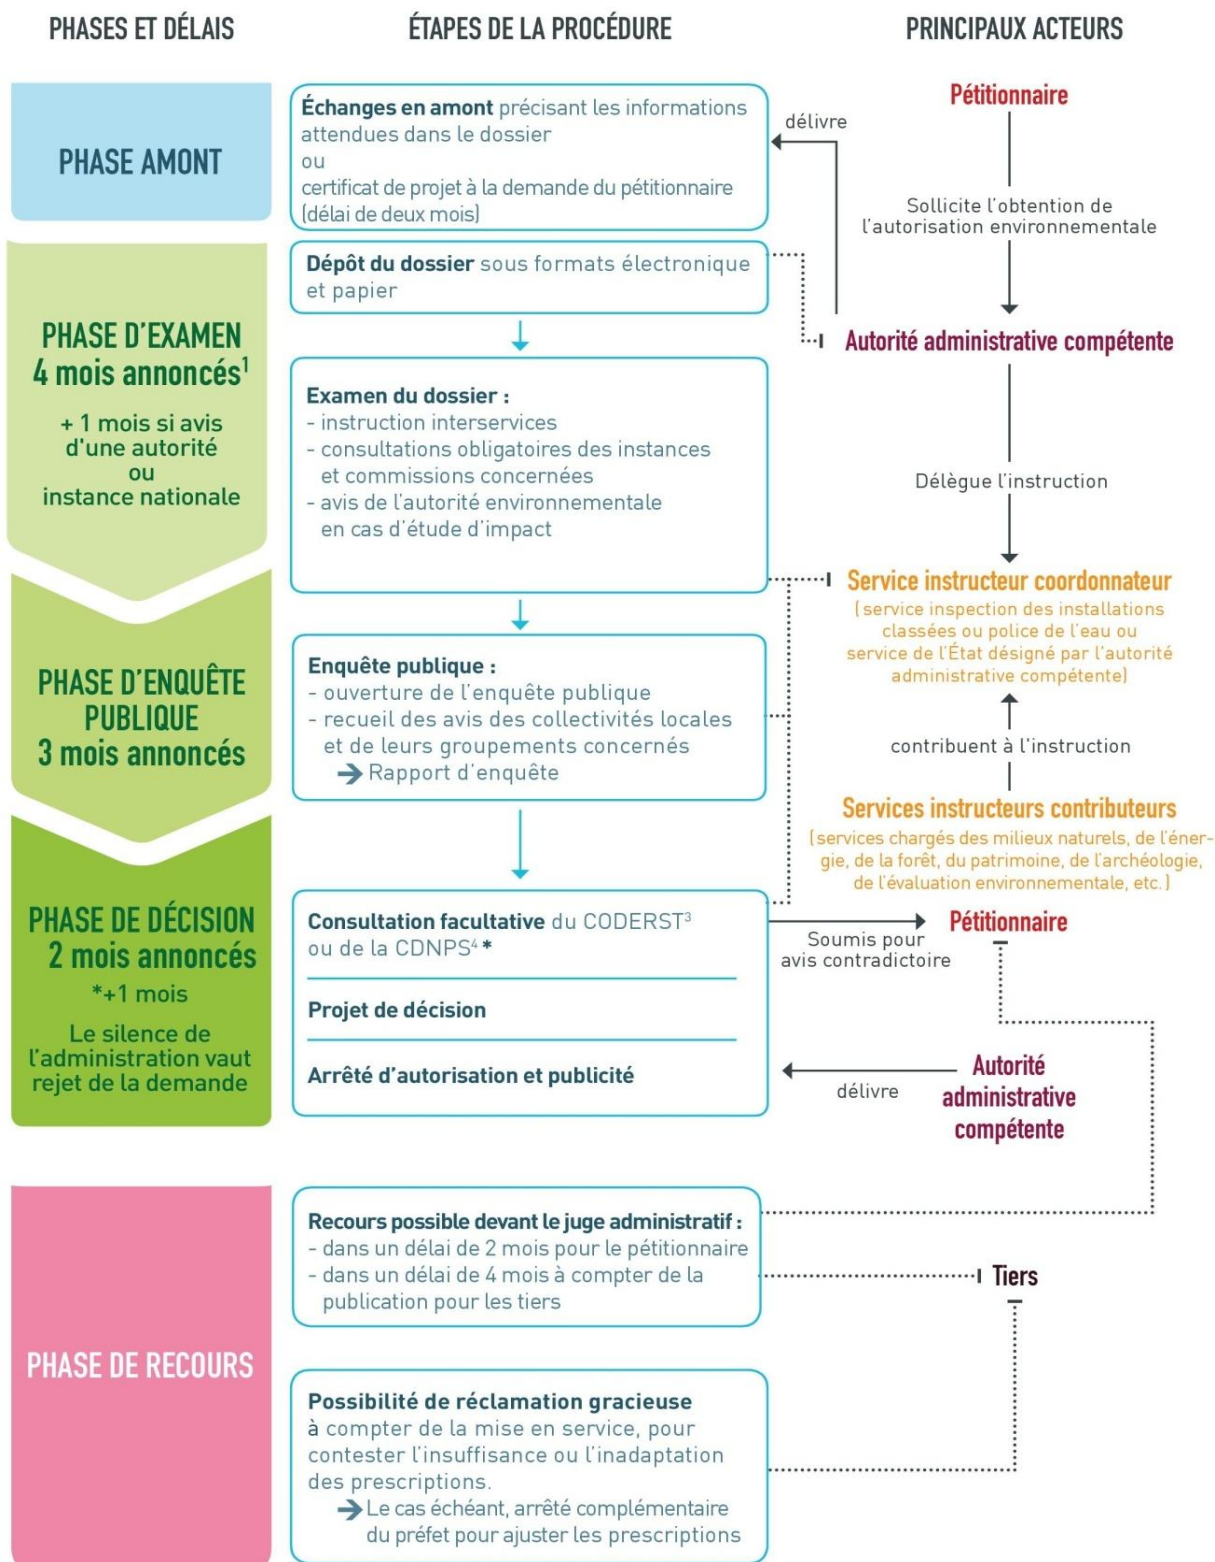 PHASES ET DÉLAIS
ÉTAPES DE LA PROCÉDURE
PRINCIPAUX ACTEURS
PHASE AMONT
Échanges en amont précisant les informations
attendues dans le dossier
ou
certificat de projet à la demande du pétitionnaire
(délai de deux mois)
délivre
Pétitionnaire
Sollicite l'obtention de
l'autorisation environnementale
PHASE D'EXAMEN
4 mois annoncés¹
+ 1 mois si avis
d'une autorité
ou
instance nationale
Dépôt du dossier sous formats électronique
et papier
Autorité administrative compétente
Examen du dossier :
- instruction interservices
- consultations obligatoires des instances
et commissions concernées
- avis de l'autorité environnementale
en cas d'étude d'impact
Délègue l'instruction
Service instructeur coordonnateur
(service inspection des installations
classées ou police de l'eau ou
service de l'État désigné par l'autorité
administrative compétente)
PHASE D'ENQUÊTE
PUBLIQUE
3 mois annoncés
Enquête publique :
- ouverture de l'enquête publique
- recueil des avis des collectivités locales
et de leurs groupements concernés
➔ Rapport d'enquête
contribuent à l'instruction
Services instructeurs contributeurs
(services chargés des milieux naturels, de l'éner-
gie, de la forêt, du patrimoine, de l'archéologie,
de l'évaluation environnementale, etc.)
PHASE DE DÉCISION
2 mois annoncés
*+1 mois
Le silence de
l'administration vaut
rejet de la demande
Consultation facultative du CODERST³
ou de la CDNPS⁴ *
Projet de décision
Arrêté d'autorisation et publicité
Soumis pour
avis contradictoire
Pétitionnaire
délivre
Autorité
administrative
compétente
PHASE DE RECOURS
Recours possible devant le juge administratif :
- dans un délai de 2 mois pour le pétitionnaire
- dans un délai de 4 mois à compter de la
publication pour les tiers
Tiers
Possibilité de réclamation gracieuse
à compter de la mise en service, pour
contester l'insuffisance ou l'inadaptation
des prescriptions.
➔ Le cas échéant, arrêté complémentaire
du préfet pour ajuster les prescriptions